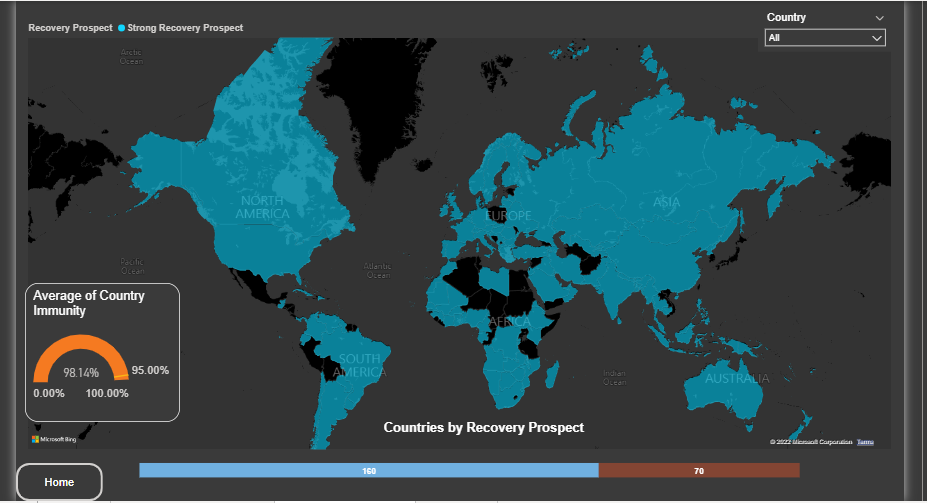 Country
All
Recovery Prospect Strong Recovery Prospect
Arctic
Ocean
NORTH
AMERICA
EUROPE
ASIA
Pacific
Ocean
Atlantic
Ocean
AFRICA
SOUTH
AMERICA
Indian
Ocean
AUSTRALIA
Average of Country
Immunity
98.14%
95.00%
0.00%
100.00%
Countries by Recovery Prospect
Microsoft Bing
© 2022 Microsoft Corporation Terms
Home
160
70